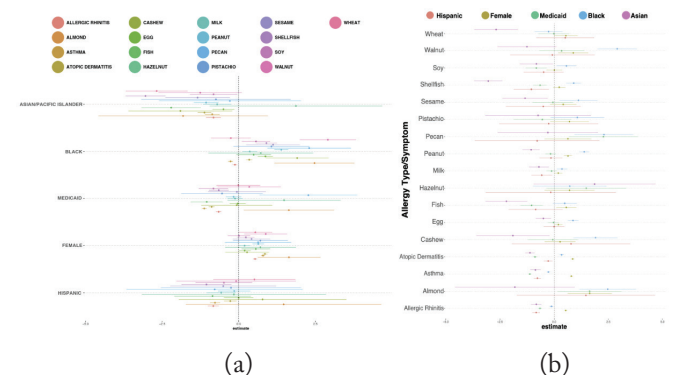 ALLERGIC RHINITIS CASHEW MILK SESAME WHEAT
ALMOND EGG PEANUT SHELLFISH
ASTHMA FISH PECAN SOY
ATOPIC DERMATITIS HAZELNUT PISTACHIO WALNUT
ASIAN/PACIFIC ISLANDER
BLACK
MEDICAID
FEMALE
HISPANIC
estimate
(a)
Hispanic Female Medicaid Black Asian
Allergy Type/Symptom
Wheat
Walnut
Soy
Shellfish
Sesame
Pistachio
Pecan
Peanut
Milk
Hazelnut
Fish
Egg
Cashew
Atopic Dermatitis
Asthma
Almond
Allergic Rhinitis
estimate
(b)